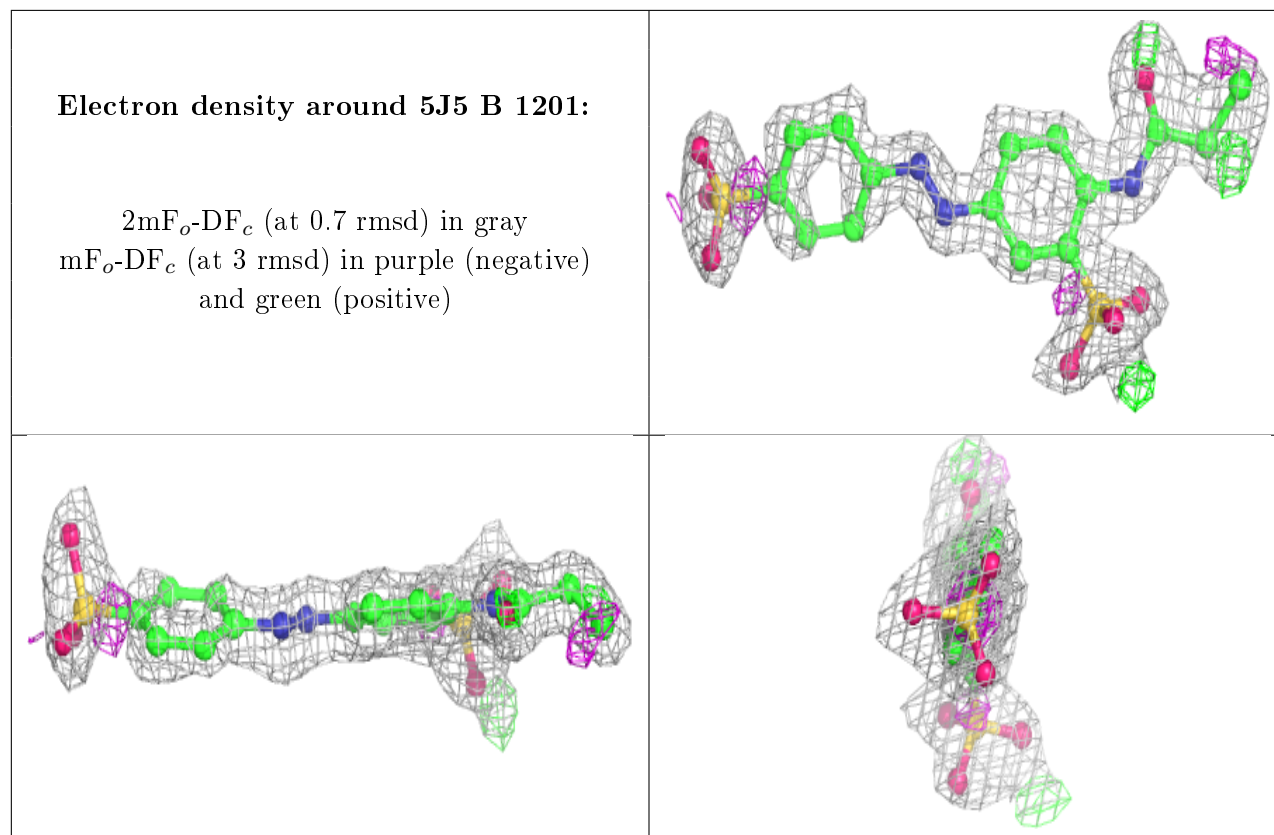 Electron density around 5J5 B 1201:
2mFₒ-DF𝒸 (at 0.7 rmsd) in gray
mFₒ-DF𝒸 (at 3 rmsd) in purple (negative)
and green (positive)